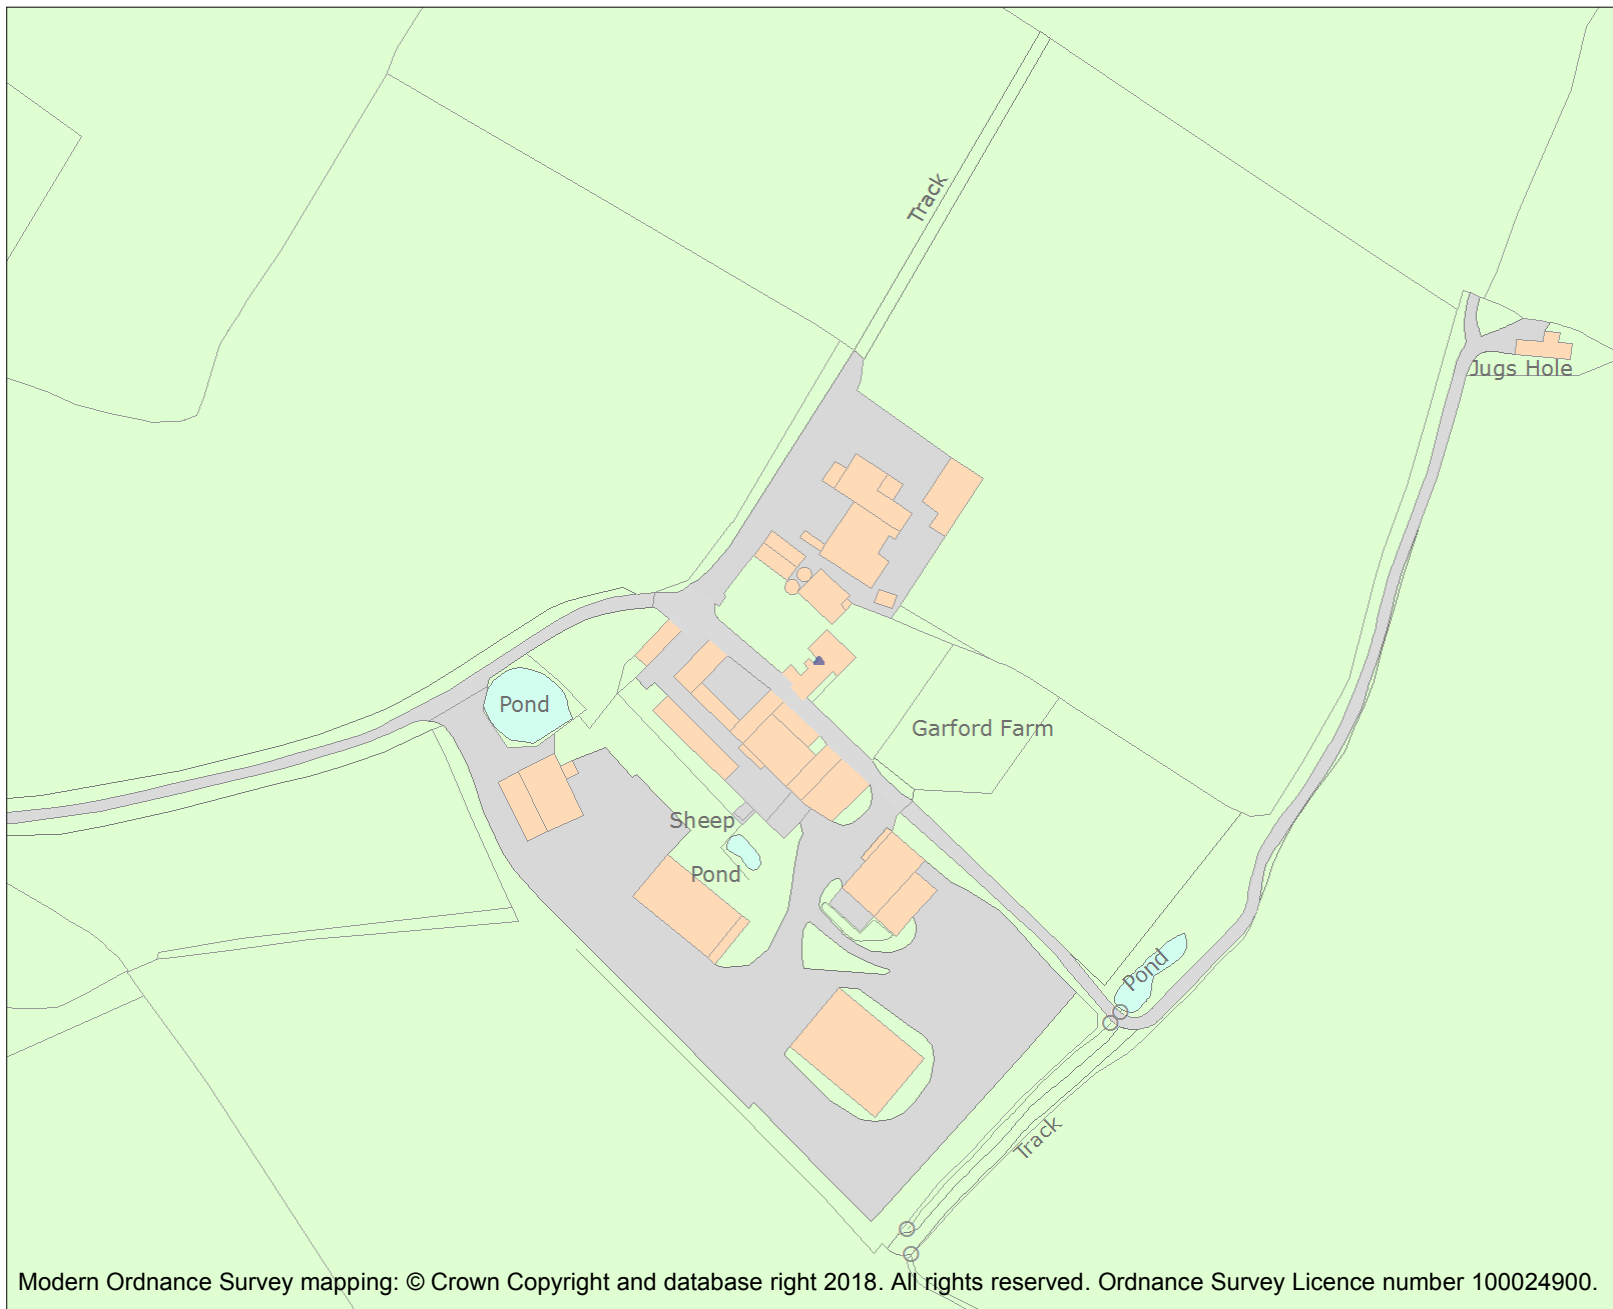 Track
Jugs Hole
Pond
Garford Farm
Sheep
Pond
Pond
Track
Modern Ordnance Survey mapping: © Crown Copyright and database right 2018. All rights reserved. Ordnance Survey Licence number 100024900.